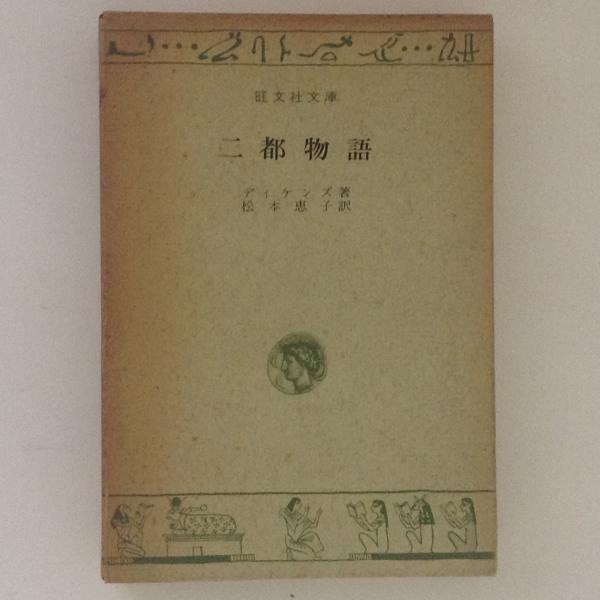 旺文社文庫
二都物語
ディケンズ著
松本恵子訳